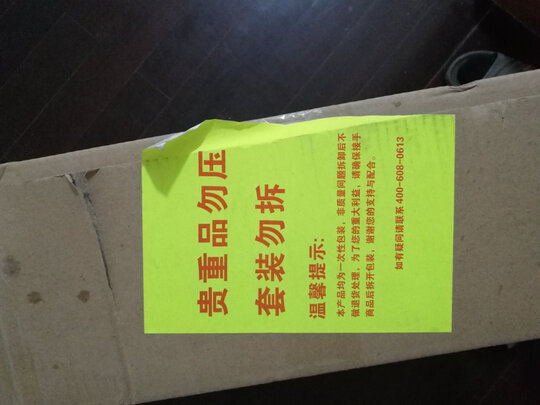 贵重品勿压
套装勿拆
温馨提示:
本产品均为一次性包装，非质量问题拆卸后不
做退货处理，为了您的重大利益，请确保接手
商品后拆开包装，谢谢您的支持与配合。
如有疑问请联系 400-608-0613